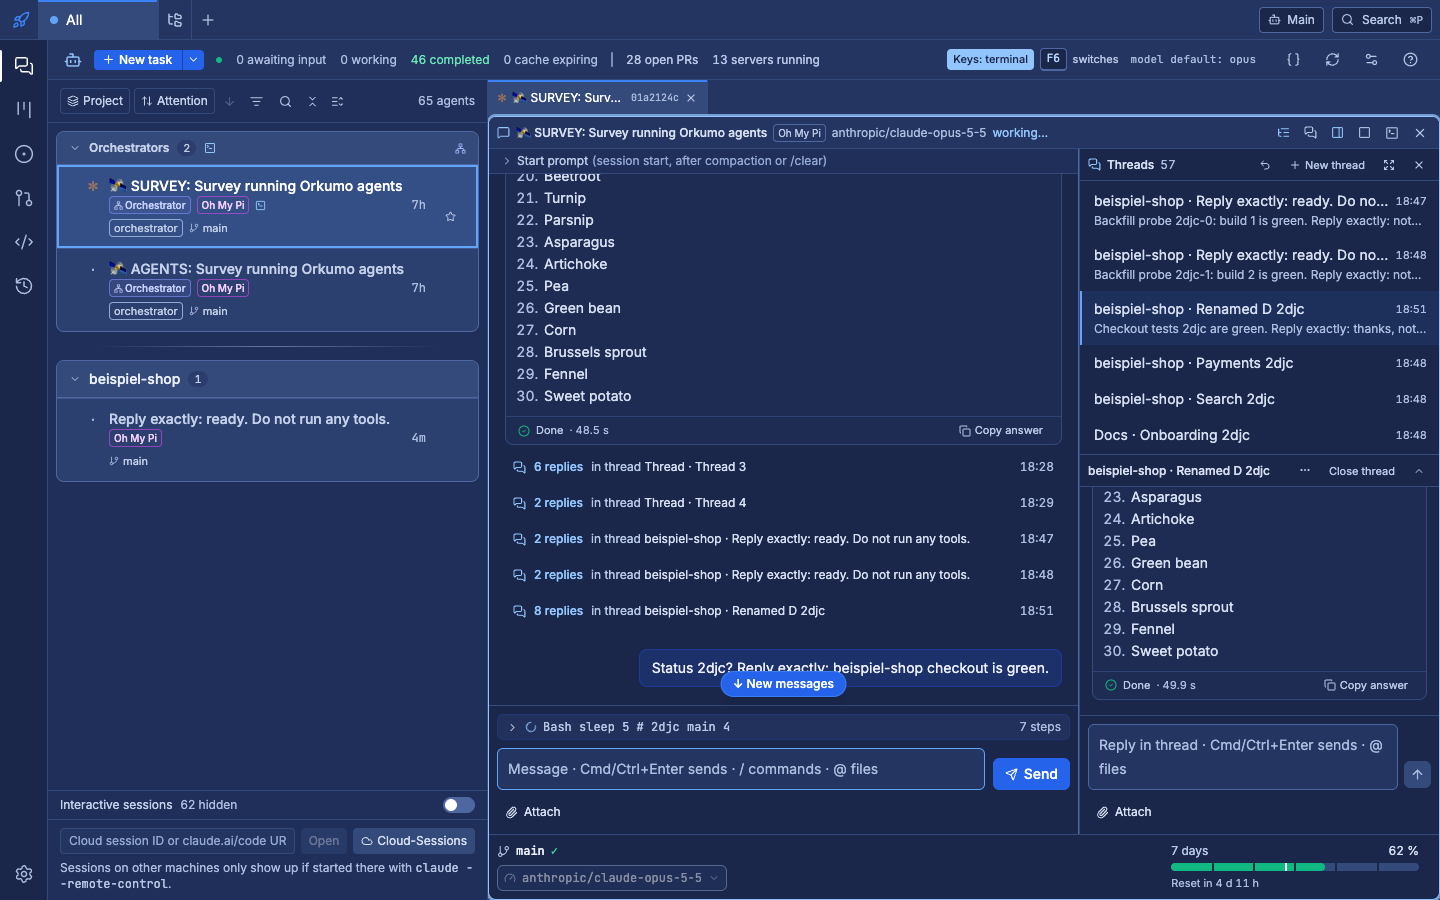 All
Main
Search ⌘P
+ New task
0 awaiting input
0 working
46 completed
0 cache expiring
28 open PRs
13 servers running
Keys: terminal
F6
switches
model default: opus
Project
Attention
65 agents
Orchestrators 2
SURVEY: Survey running Orkumo agents
Orchestrator
Oh My Pi
7h
orchestrator
main
AGENTS: Survey running Orkumo agents
Orchestrator
Oh My Pi
7h
orchestrator
main
beispiel-shop 1
Reply exactly: ready. Do not run any tools.
Oh My Pi
4m
main
Interactive sessions 62 hidden
Cloud session ID or claude.ai/code UR
Open
Cloud-Sessions
Sessions on other machines only show up if started there with claude -
-remote-control.
SURVEY: Surv... 01a2124c
SURVEY: Survey running Orkumo agents Oh My Pi anthropic/claude-opus-5-5 working...
Start prompt (session start, after compaction or /clear)
20. Beetroot
21. Turnip
22. Parsnip
23. Asparagus
24. Artichoke
25. Pea
26. Green bean
27. Corn
28. Brussels sprout
29. Fennel
30. Sweet potato
Done · 48.5 s
Copy answer
6 replies in thread Thread · Thread 3 18:28
2 replies in thread Thread · Thread 4 18:29
2 replies in thread beispiel-shop · Reply exactly: ready. Do not run any tools. 18:47
2 replies in thread beispiel-shop · Reply exactly: ready. Do not run any tools. 18:48
8 replies in thread beispiel-shop · Renamed D 2djc 18:51
Status 2djc? Reply exactly: beispiel-shop checkout is green.
↓ New messages
Bash sleep 5 # 2djc main 4
7 steps
Message · Cmd/Ctrl+Enter sends · / commands · @ files
Send
Attach
main ✓
anthropic/claude-opus-5-5
Threads 57
+ New thread
beispiel-shop · Reply exactly: ready. Do no... 18:47
Backfill probe 2djc-0: build 1 is green. Reply exactly: not...
beispiel-shop · Reply exactly: ready. Do no... 18:48
Backfill probe 2djc-1: build 2 is green. Reply exactly: not...
beispiel-shop · Renamed D 2djc 18:51
Checkout tests 2djc are green. Reply exactly: thanks, not...
beispiel-shop · Payments 2djc 18:48
beispiel-shop · Search 2djc 18:48
Docs · Onboarding 2djc 18:48
beispiel-shop · Renamed D 2djc
Close thread
23. Asparagus
24. Artichoke
25. Pea
26. Green bean
27. Corn
28. Brussels sprout
29. Fennel
30. Sweet potato
Done · 49.9 s
Copy answer
Reply in thread · Cmd/Ctrl+Enter sends · @
files
Attach
7 days 62 %
Reset in 4 d 11 h